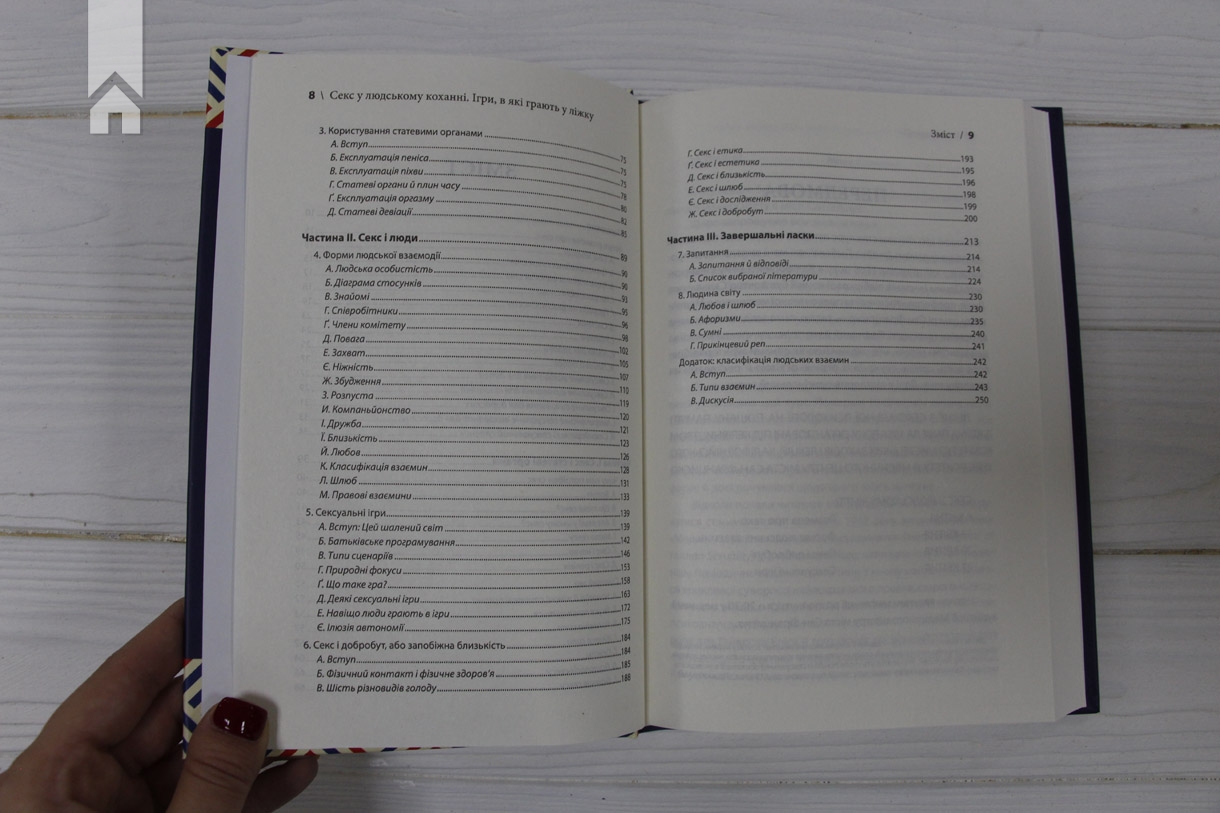 8 \ Секс у людському коханні. Ігри, в які грають у ліжку
3. Користування статевими органами 75
А. Вступ 75
Б. Експлуатація пеніса 75
В. Експлуатація піхви 78
Г. Статеві органи й плин часу 80
Ґ. Експлуатація оргазму 82
Д. Статеві девіації 85
Частина II. Секс і люди 89
4. Форми людської взаємодії 90
А. Людська особистість 90
Б. Діаграма стосунків 93
В. Знайомі 95
Г. Співробітники 96
Ґ. Члени комітету 98
Д. Повага 102
Е. Захват 105
Є. Ніжність 107
Ж. Збудження 110
З. Розпуста 119
И. Компаньйонство 120
І. Дружба 121
Ї. Близькість 123
Й. Любов 126
К. Класифікація взаємин 128
Л. Шлюб 131
М. Правові взаємини 133
5. Сексуальні ігри 139
А. Вступ: Цей шалений світ 139
Б. Батьківське програмування 142
В. Типи сценаріїв 146
Г. Природні фокуси 153
Ґ. Що таке гра? 158
Д. Деякі сексуальні ігри 163
Е. Навіщо люди грають в ігри 172
Є. Ілюзія автономії 175
6. Секс і добробут, або запобіжна близькість 184
А. Вступ 184
Б. Фізичний контакт і фізичне здоров'я 185
В. Шість різновидів голоду 188
Зміст / 9
Г. Секс і етика 193
Ґ. Секс і естетика 195
Д. Секс і близькість 196
Е. Секс і шлюб 198
Є. Секс і дослідження 199
Ж. Секс і добробут 200
Частина III. Завершальні ласки 213
7. Запитання 214
А. Запитання й відповіді 214
Б. Список вибраної літератури 224
8. Людина світу 230
А. Любов і шлюб 230
Б. Афоризми 235
В. Сумні 240
Г. Прикінцевий реп 241
Додаток: класифікація людських взаємин 242
А. Вступ 242
Б. Типи взаємин 243
В. Дискусія 250